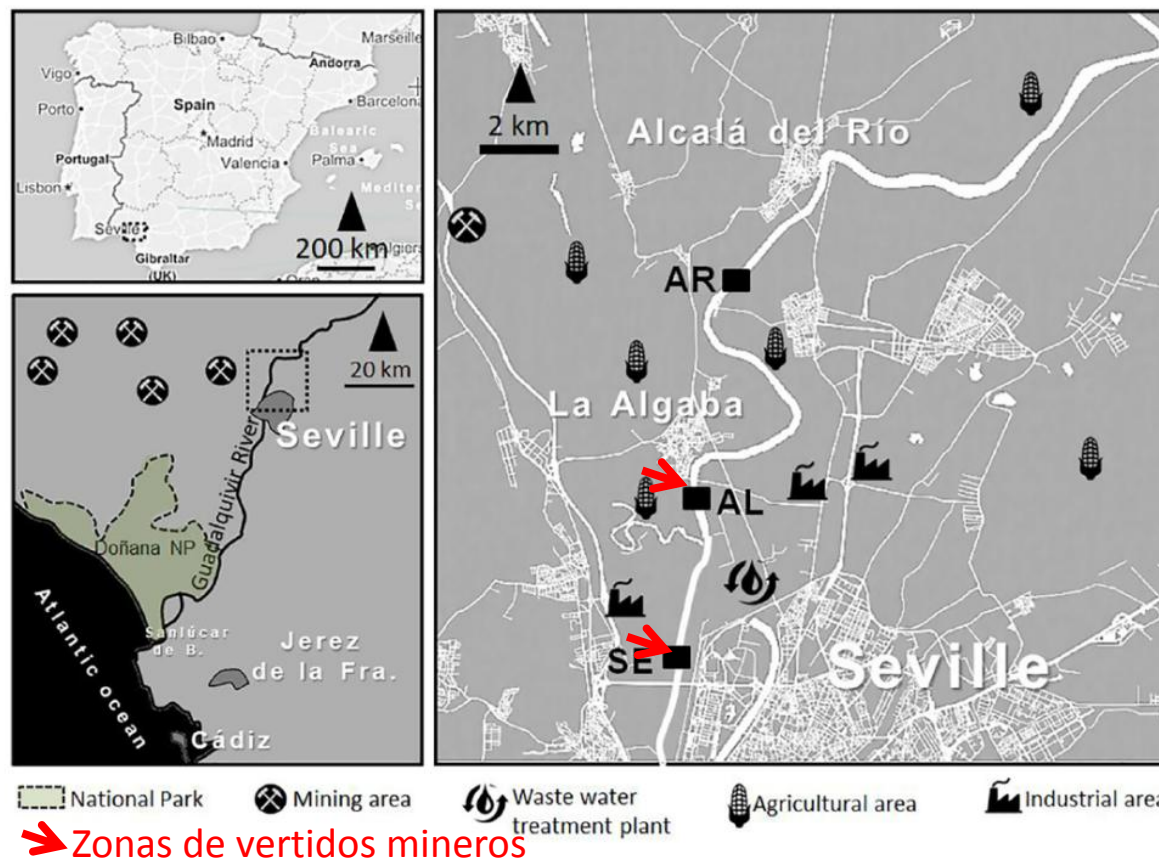 Bilbao
Marseille
Vigo
Andorra
Porto
Spain
Barcelona
Madrid
Balearic
Sea
Portugal
Valencia
Palma
Lisbon
Seville
Gibraltar
(UK)
200 km
20 km
Seville
Guadalquivir River
Doñana NP
Sanlúcar
de B.
Jerez
de la Fra.
Atlantic ocean
Cádiz
2 km
Alcalá del Río
AR
La Algaba
AL
SE
Seville
National Park
Mining area
Waste water
treatment plant
Agricultural area
Industrial area
Zonas de vertidos mineros